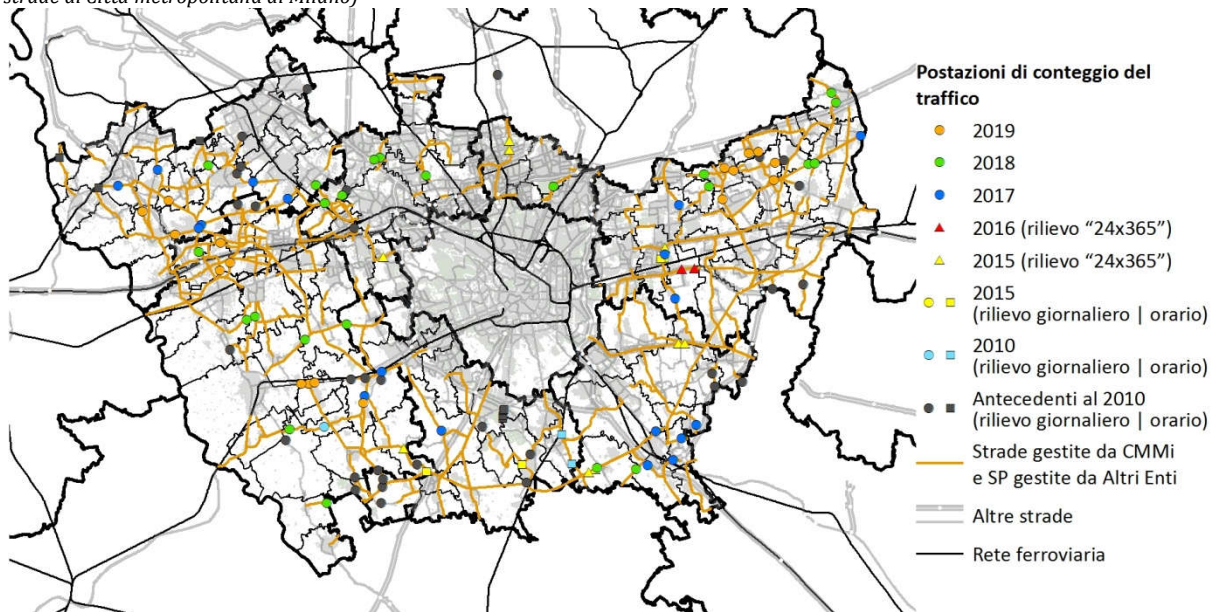 strade di Città metropolitana di Milano)
Postazioni di conteggio del
traffico
2019
2018
2017
2016 (rilievo “24x365”)
2015 (rilievo “24x365”)
2015
(rilievo giornaliero | orario)
2010
(rilievo giornaliero | orario)
Antecedenti al 2010
(rilievo giornaliero | orario)
Strade gestite da CMMi
e SP gestite da Altri Enti
Altre strade
Rete ferroviaria